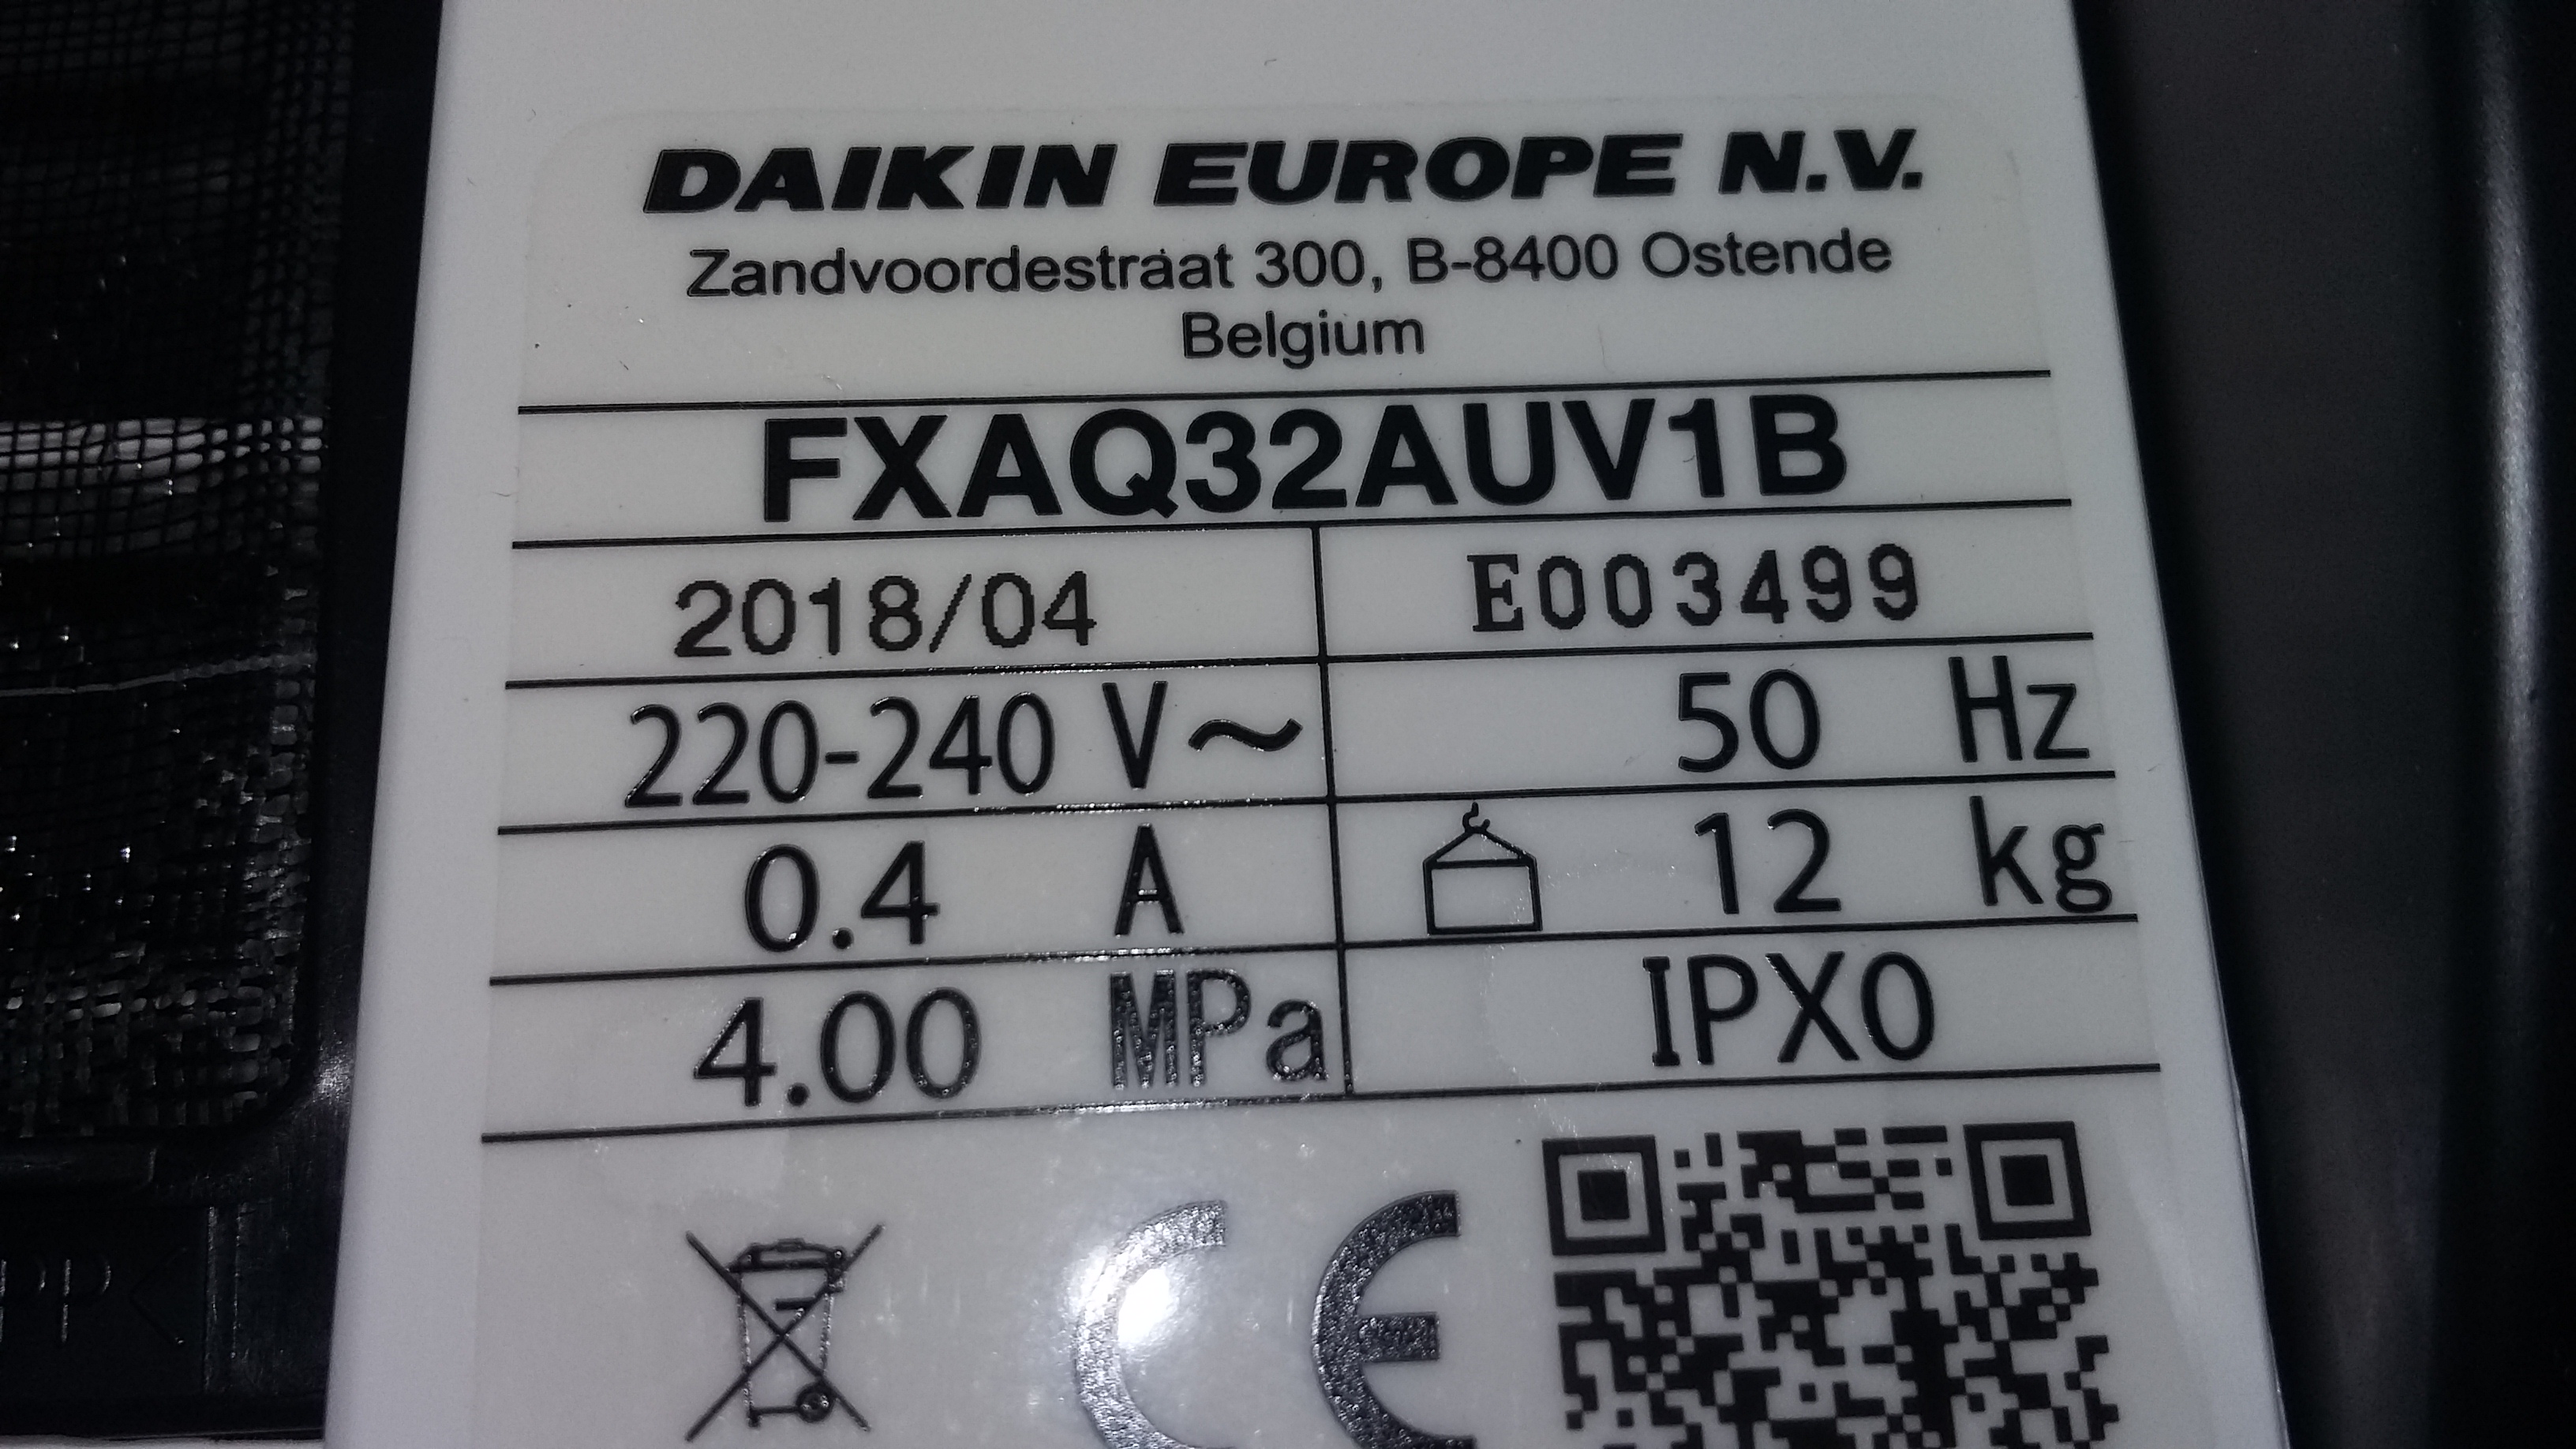 DAIKIN EUROPE N.V.
Zandvoordestraat 300, B-8400 Ostende
Belgium
FXAQ32AUV1B
2018/04 E003499
220-240 V~ 50 Hz
0.4 A 12 kg
4.00 MPa IPX0
CE
PP<